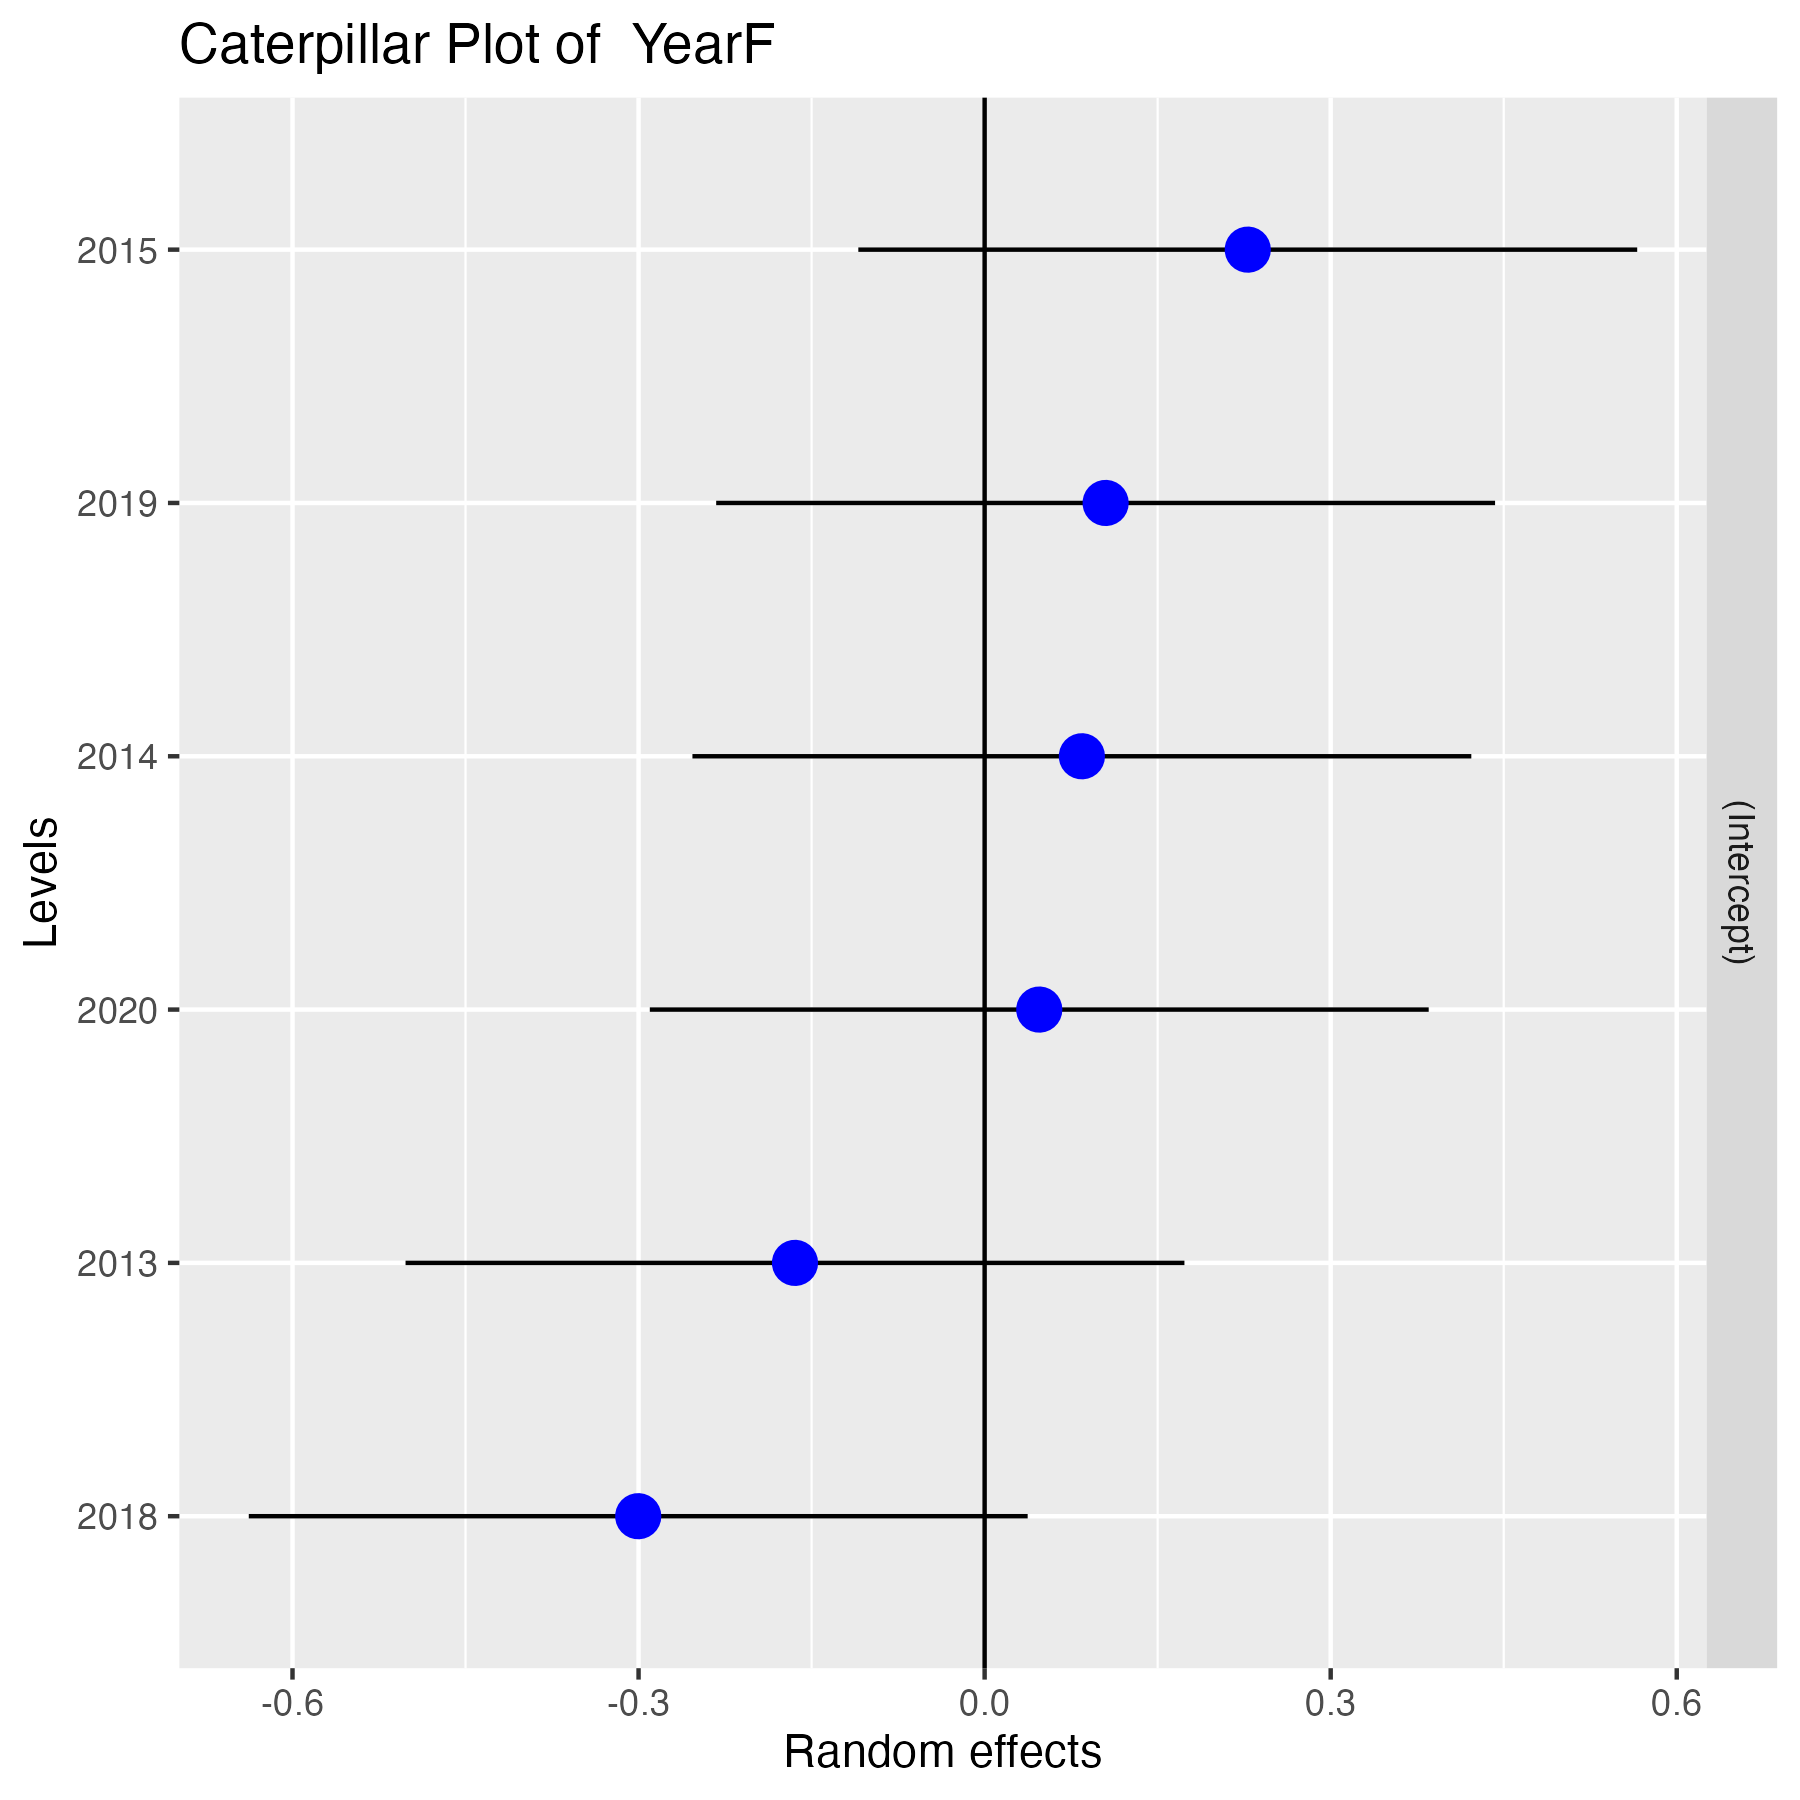 Caterpillar Plot of  YearF
Levels
2015
2019
2014
2020
2013
2018
(Intercept)
-0.6
-0.3
0.0
0.3
0.6
Random effects